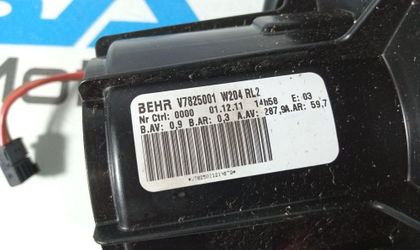 BEHR V7825001 W204 RL2
Nr Ctrl: 0000 01.12.11 14h58 E: 03
B.AV: 0,9 B.AR: 0,3 A.AV: 287,9A.AR: 59,7